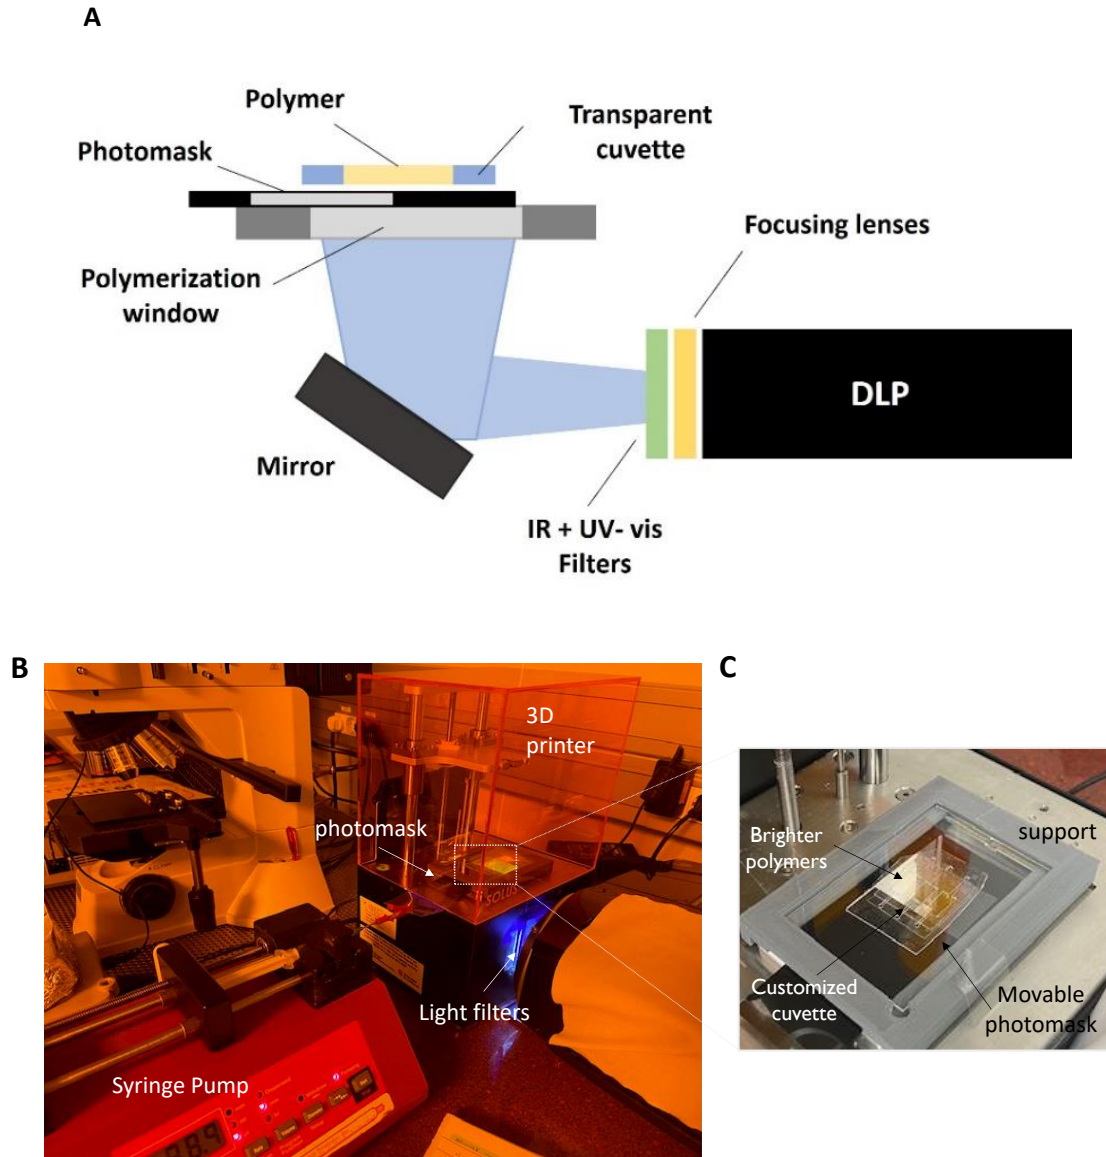 A
Polymer
Transparent
cuvette
Photomask
Focusing lenses
Polymerization
window
DLP
Mirror
IR + UV- vis
Filters
B
C
3D
printer
photomask
Light filters
Syringe Pump
Brighter
polymers
support
Customized
cuvette
Movable
photomask